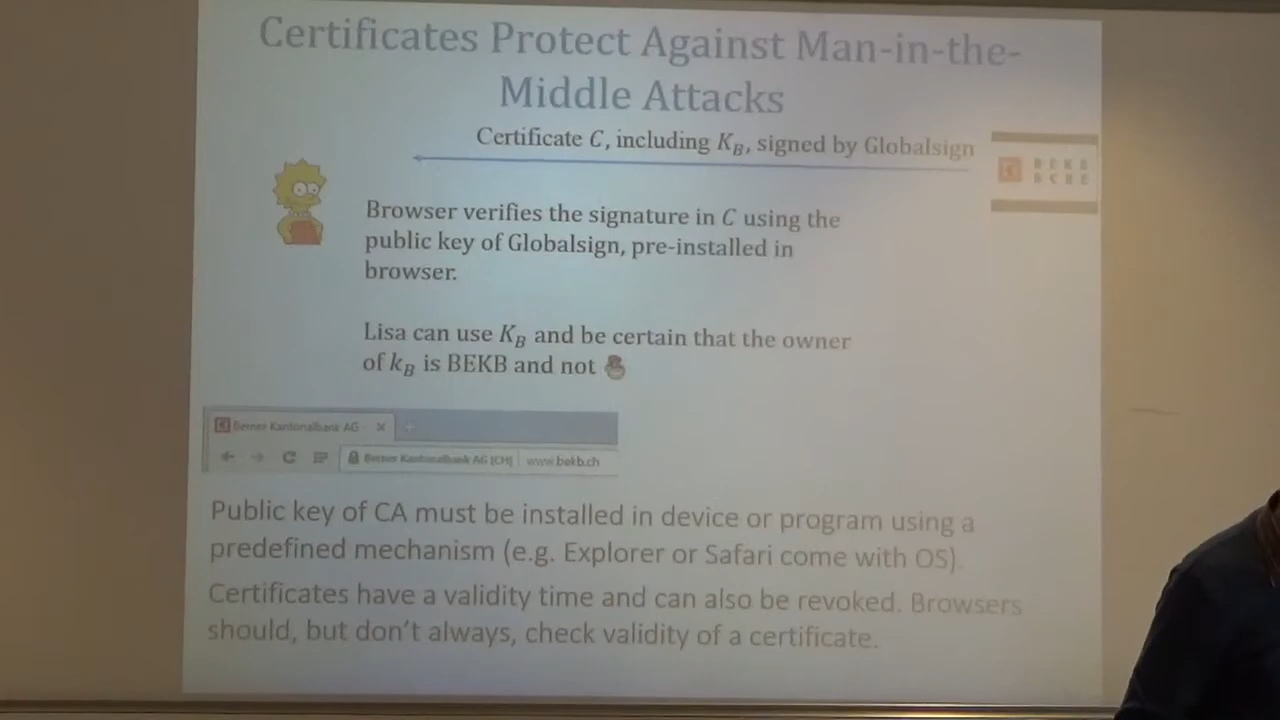 Certificates Protect Against Man-in-the-
Middle Attacks
Certificate C, including K_B, signed by Globalsign
BEKB
BCBE
Browser verifies the signature in C using the
public key of Globalsign, pre-installed in
browser.
Lisa can use K_B and be certain that the owner
of k_B is BEKB and not
Berner Kantonalbank AG
Berner Kantonalbank AG [CH] www.bekb.ch
Public key of CA must be installed in device or program using a
predefined mechanism (e.g. Explorer or Safari come with OS).
Certificates have a validity time and can also be revoked. Browsers
should, but don't always, check validity of a certificate.